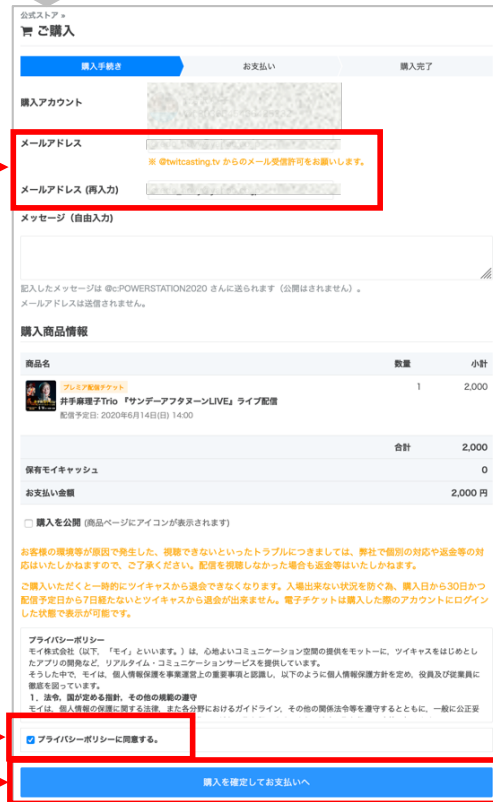 公式ストア »
ご購入
購入手続き
お支払い
購入完了
購入アカウント
メールアドレス
※ @twitcasting.tv からのメール受信許可をお願いします。
メールアドレス (再入力)
メッセージ（自由入力）
記入したメッセージは @c:POWERSTATION2020 さんに送られます（公開はされません）。
メールアドレスは送信されません。
購入商品情報
商品名 数量 小計
プレミア配信チケット 1 2,000
井手麻理子Trio 『サンデーアフタヌーンLIVE』ライブ配信
配信予定日: 2020年6月14日(日) 14:00
合計 2,000
保有モイキャッシュ 0
お支払い金額 2,000 円
購入を公開 (商品ページにアイコンが表示されます)
お客様の環境等が原因で発生した、視聴できないといったトラブルにつきましては、弊社で個別の対応や返金等の対
応はいたしかねますので、ご了承ください。配信を視聴しなかった場合も返金等はいたしかねます。
ご購入いただくと一時的にツイキャスから退会できなくなります。入場出来ない状況を防ぐ為、購入日から30日かつ
配信予定日から7日経たないとツイキャスから退会が出来ません。電子チケットは購入した際のアカウントにログイン
した状態で表示が可能です。
プライバシーポリシー
モイ株式会社（以下、「モイ」といいます。）は、心地よいコミュニケーション空間の提供をモットーに、ツイキャスをはじめとし
たアプリの開発など、リアルタイム・コミュニケーションサービスを提供しています。
そうした中で、モイは、個人情報保護を事業運営上の重要事項と認識し、以下のように個人情報保護方針を定め、役員及び従業員に
徹底を図っています。
1．法令、国が定める指針、その他の規範の遵守
モイは、個人情報の保護に関する法律、また各分野におけるガイドライン、その他の関係法令等を遵守するとともに、一般に公正妥
プライバシーポリシーに同意する。
購入を確定してお支払いへ